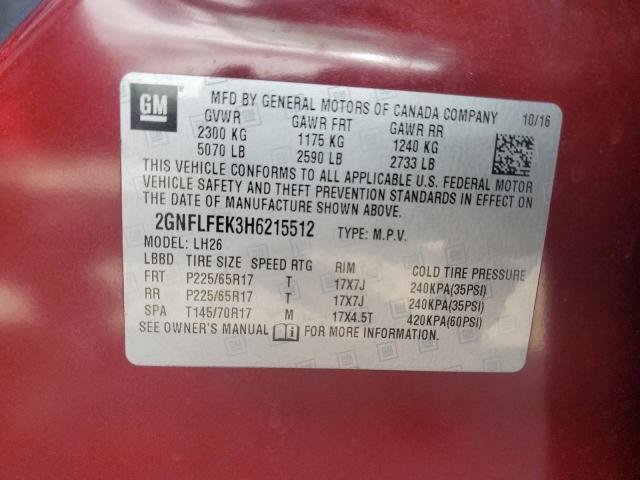 GM
MFD BY GENERAL MOTORS OF CANADA COMPANY 10/16
GVWR GAWR FRT GAWR RR
2300 KG 1175 KG 1240 KG
5070 LB 2590 LB 2733 LB
THIS VEHICLE CONFORMS TO ALL APPLICABLE U.S. FEDERAL MOTOR
VEHICLE SAFETY AND THEFT PREVENTION STANDARDS IN EFFECT ON
THE DATE OF MANUFACTURE SHOWN ABOVE.
2GNFLFEK3H6215512 TYPE: M.P.V.
MODEL: LH26
LBBD TIRE SIZE SPEED RTG RIM COLD TIRE PRESSURE
FRT P225/65R17 T 17X7J 240KPA(35PSI)
RR P225/65R17 T 17X7J 240KPA(35PSI)
SPA T145/70R17 M 17X4.5T 420KPA(60PSI)
SEE OWNER'S MANUAL FOR MORE INFORMATION.